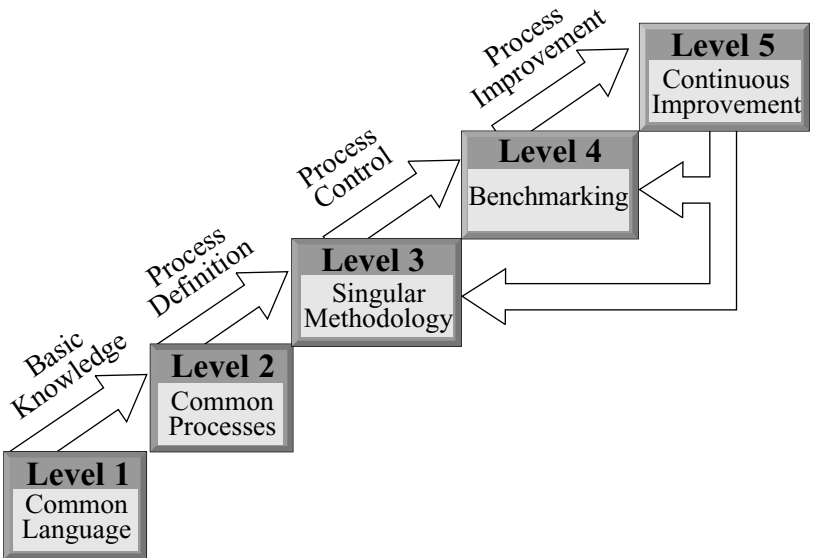 Level 5
Continuous
Improvement
Process
Improvement
Level 4
Benchmarking
Process
Control
Level 3
Singular
Methodology
Process
Definition
Level 2
Common
Processes
Basic
Knowledge
Level 1
Common
Language